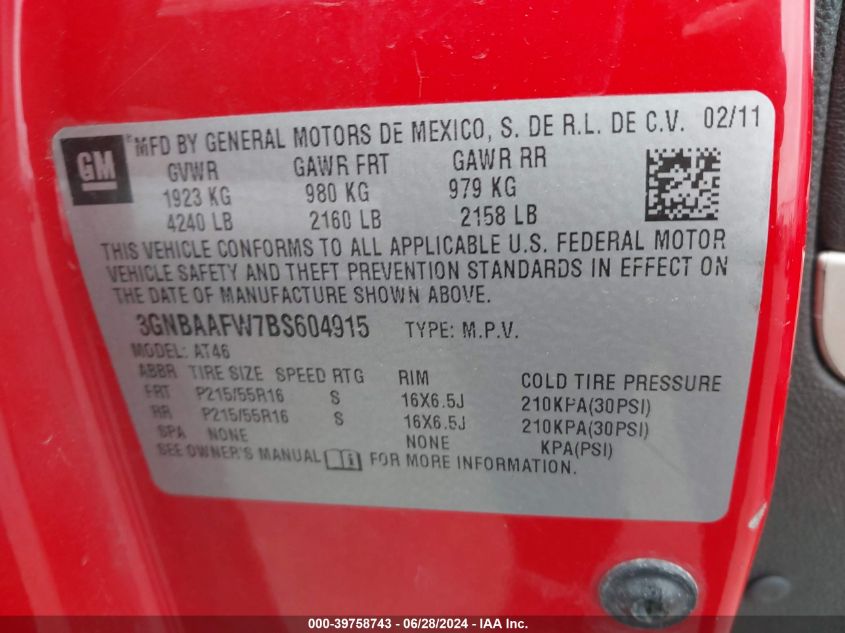 GM
MFD BY GENERAL MOTORS DE MEXICO, S. DE R.L. DE C.V. 02/11
GVWR GAWR FRT GAWR RR
1923 KG 980 KG 979 KG
4240 LB 2160 LB 2158 LB
THIS VEHICLE CONFORMS TO ALL APPLICABLE U.S. FEDERAL MOTOR
VEHICLE SAFETY AND THEFT PREVENTION STANDARDS IN EFFECT ON
THE DATE OF MANUFACTURE SHOWN ABOVE.
3GNBAAFW7BS604915 TYPE: M.P.V.
MODEL: AT46
ABBR TIRE SIZE SPEED RTG RIM COLD TIRE PRESSURE
FRT P215/55R16 S 16X6.5J 210KPA(30PSI)
RR P215/55R16 S 16X6.5J 210KPA(30PSI)
SPA NONE NONE KPA(PSI)
SEE OWNER'S MANUAL FOR MORE INFORMATION.
000-39758743 - 06/28/2024 - IAA Inc.